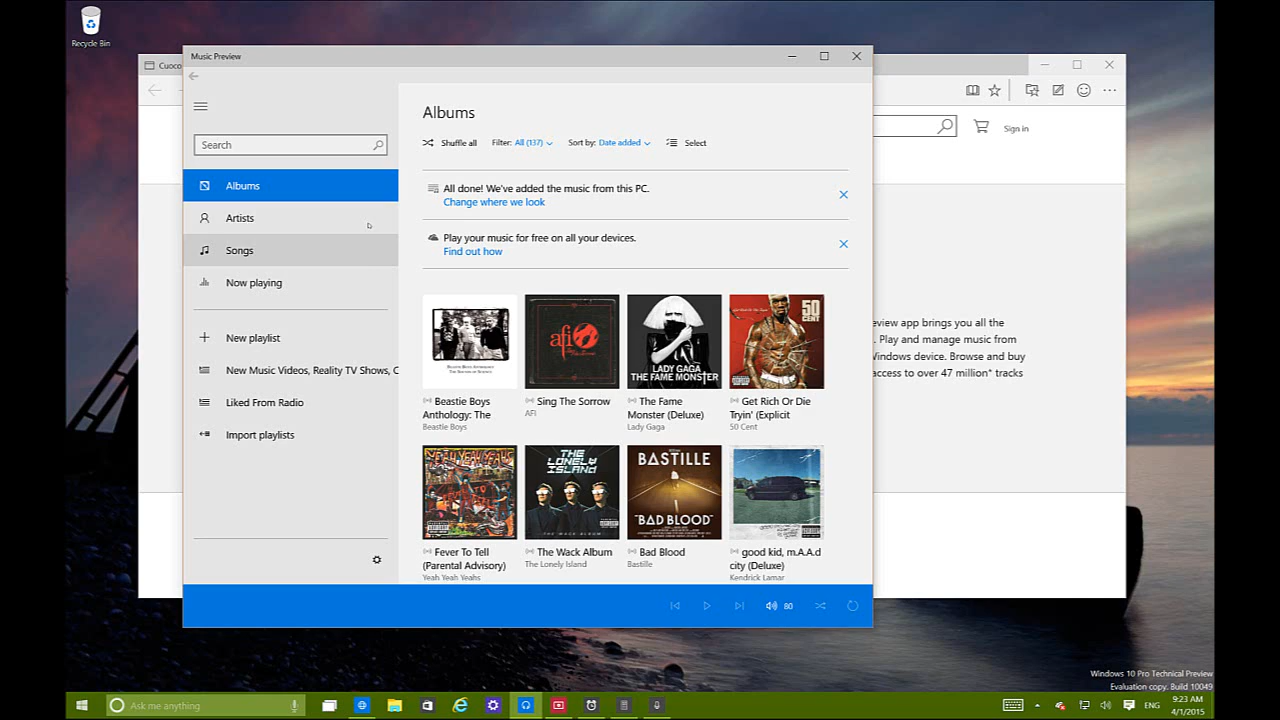 Recycle Bin
Cuoco
Music Preview
Sign in
Search
Albums
Artists
Songs
Now playing
New playlist
New Music Videos, Reality TV Shows, C
Liked From Radio
Import playlists
Albums
Shuffle all
Filter: All (137)
Sort by: Date added
Select
All done! We've added the music from this PC.
Change where we look
Play your music for free on all your devices.
Find out how
afi
LADY GAGA
THE FAME MONSTER
50
CENT
Beastie Boys
Anthology: The
Beastie Boys
Sing The Sorrow
AFI
The Fame
Monster (Deluxe)
Lady Gaga
Get Rich Or Die
Tryin' (Explicit
50 Cent
THE
LONELY
ISLAND
THE WACK ALBUM
BASTILLE
"BAD BLOOD"
Fever To Tell
(Parental Advisory)
Yeah Yeah Yeahs
The Wack Album
The Lonely Island
Bad Blood
Bastille
good kid, m.A.A.d
city (Deluxe)
Kendrick Lamar
eview app brings you all the
. Play and manage music from
Windows device. Browse and buy
access to over 47 million* tracks
80
Windows 10 Pro Technical Preview
Evaluation copy. Build 10049
Ask me anything
ENG
9:23 AM
4/1/2015